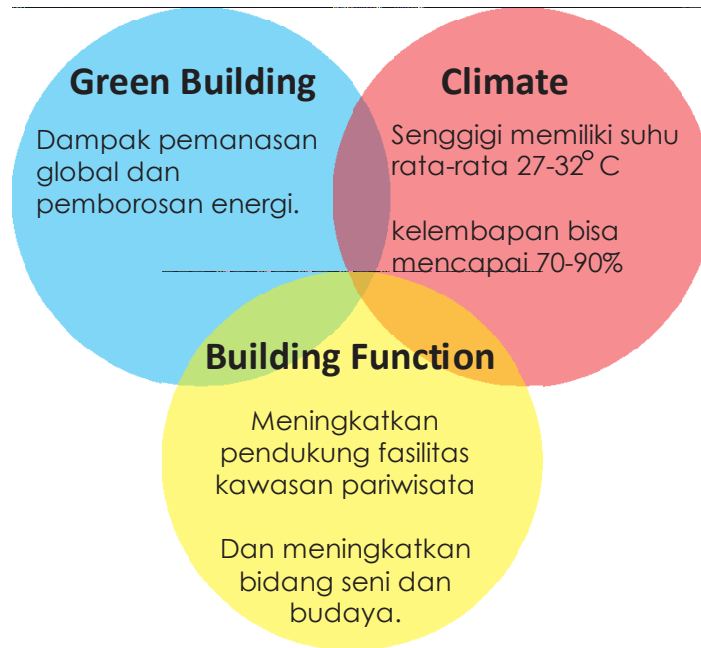 Green Building
Dampak pemanasan
global dan
pemborosan energi.
Climate
Senggigi memiliki suhu
rata-rata 27-32° C
kelembapan bisa
mencapai 70-90%
Building Function
Meningkatkan
pendukung fasilitas
kawasan pariwisata
Dan meningkatkan
bidang seni dan
budaya.